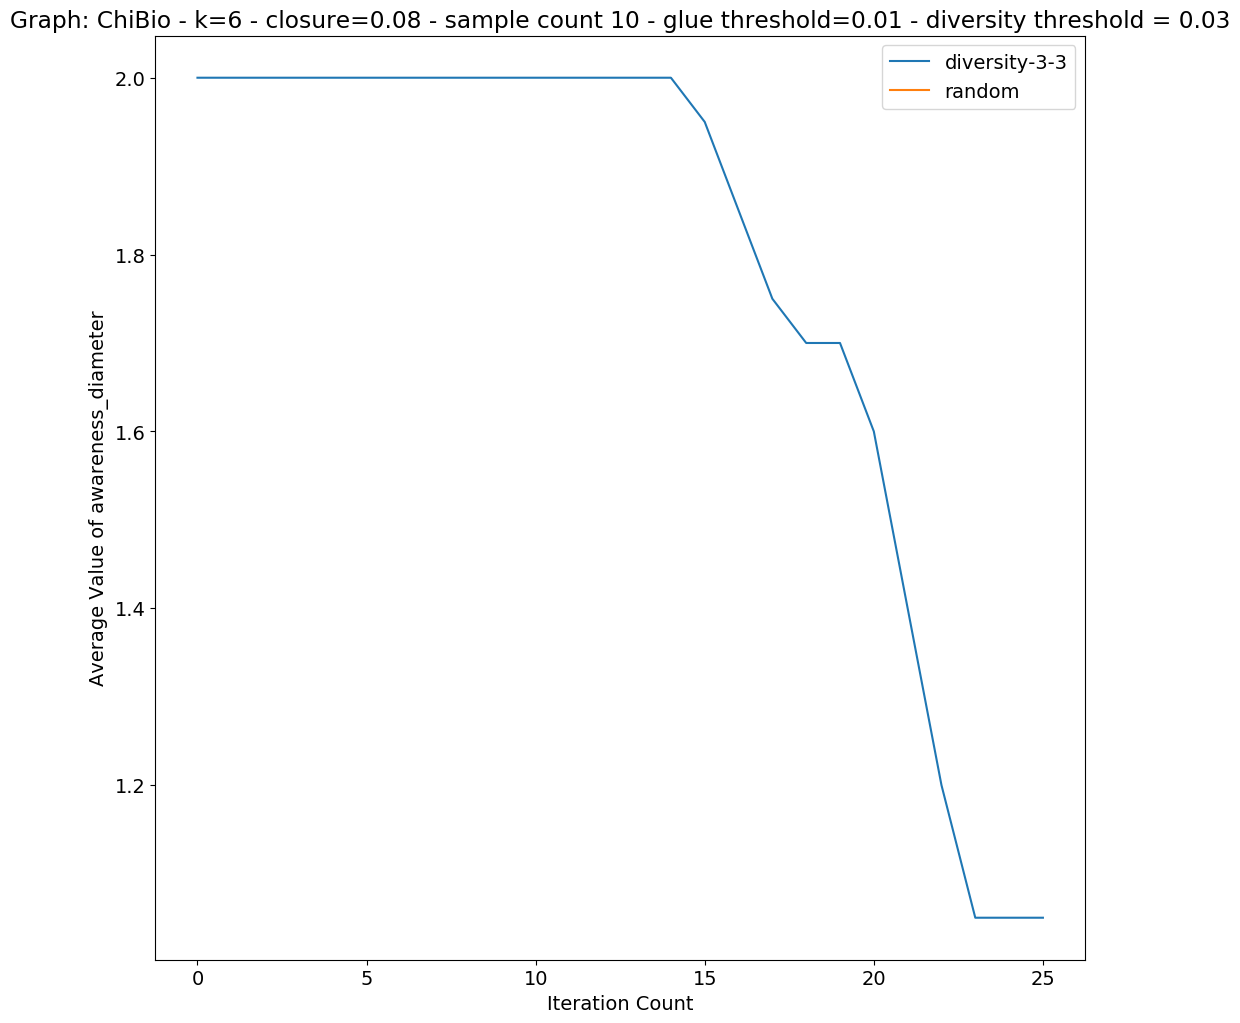 Graph: ChiBio - k=6 - closure=0.08 - sample count 10 - glue threshold=0.01 - diversity threshold = 0.03
diversity-3-3
random
2.0
1.8
1.6
1.4
1.2
Average Value of awareness_diameter
0 5 10 15 20 25
Iteration Count